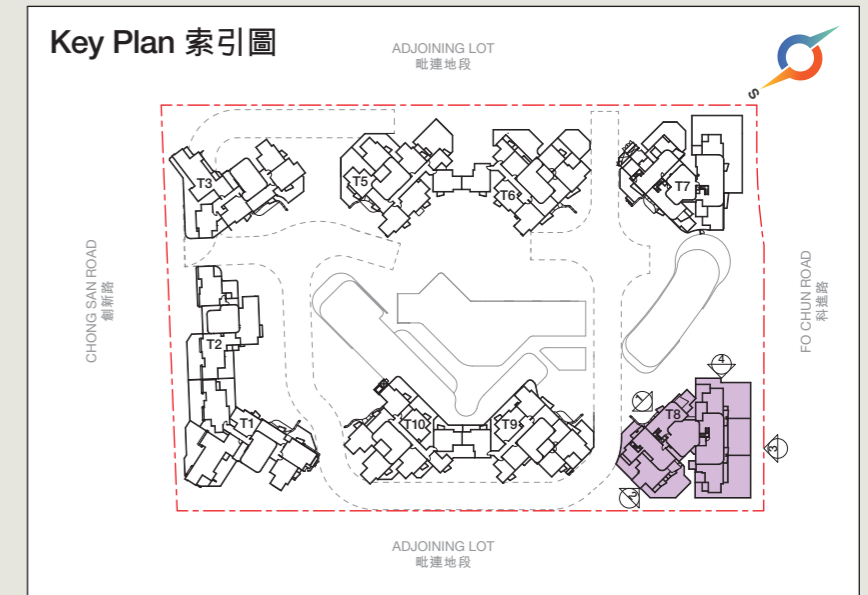 Key Plan 索引圖
ADJOINING LOT
毗連地段
S
T3
T5
T6
T7
CHONG SAN ROAD
創新路
FO CHUN ROAD
科進路
T2
T1
T10
T9
T8
1
2
3
4
ADJOINING LOT
毗連地段